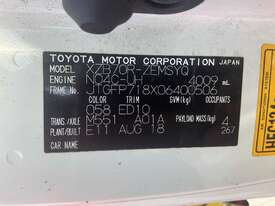 TOYOTA MOTOR CORPORATION JAPAN
MODEL XZB70R-ZEMSYQ
ENGINE N04C-UH 4009 mL
FRAME JTGFP718X06400506
COLOR TRIM GVM (kg)
058 ED10
TRANS/AXLE M551 A01A PAYLOAD MASS (kg) 4
PLANT/BUILT E11 AUG 18 267
CAR NAME